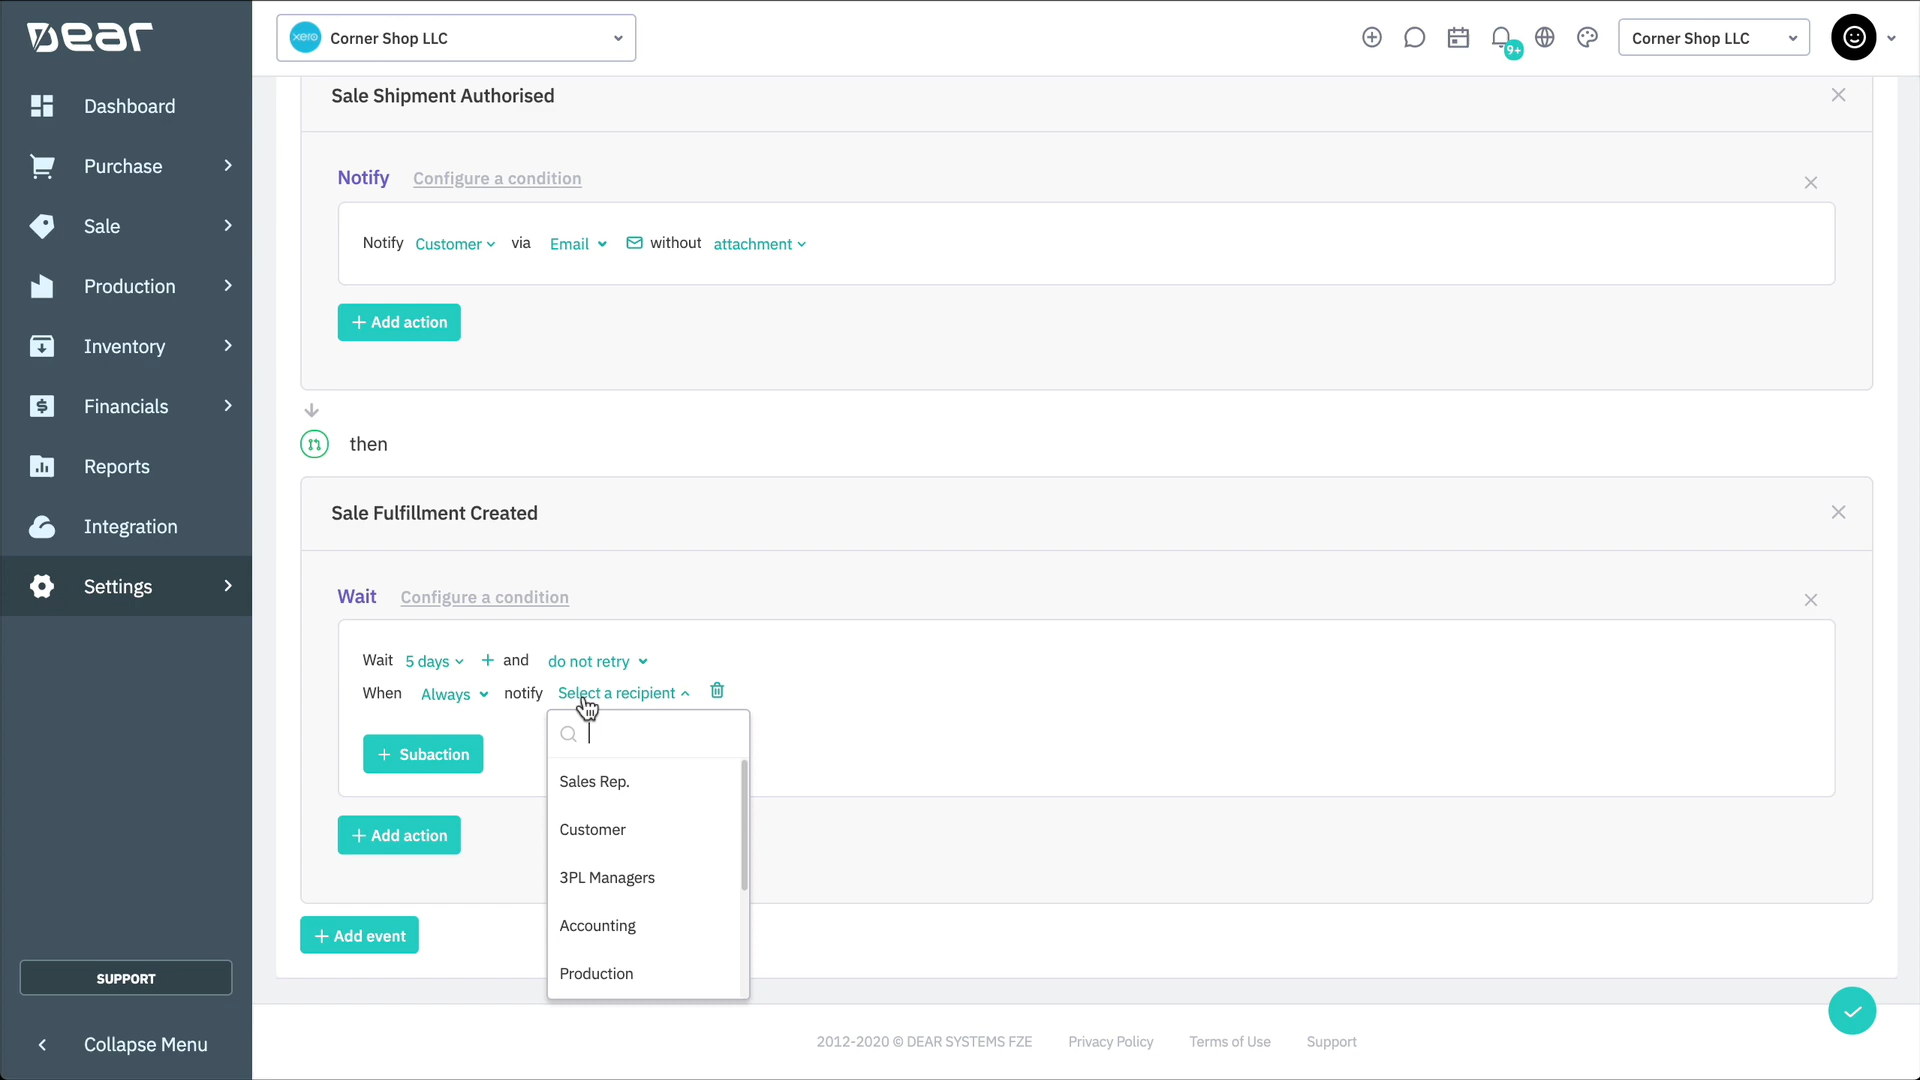 Dear
xero Corner Shop LLC
9+
Corner Shop LLC
Dashboard
Purchase
Sale
Production
Inventory
Financials
Reports
Integration
Settings
SUPPORT
Collapse Menu
Sale Shipment Authorised
Notify Configure a condition
Notify Customer via Email without attachment
+ Add action
then
Sale Fulfillment Created
Wait Configure a condition
Wait 5 days + and do not retry
When Always notify Select a recipient
+ Subaction
Sales Rep.
Customer
3PL Managers
Accounting
Production
+ Add action
+ Add event
2012-2020 © DEAR SYSTEMS FZE Privacy Policy Terms of Use Support